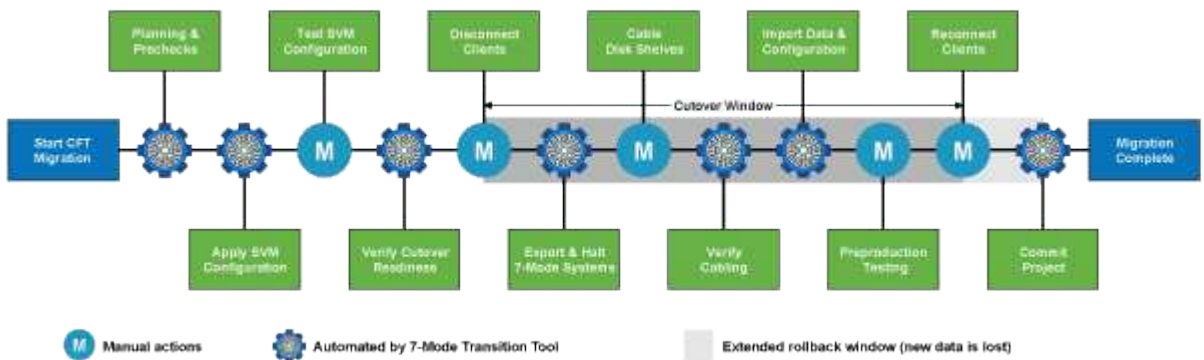 Planning &
Prechecks
Test SVM
Configuration
Disconnect
Clients
Cable
Disk Shelves
Import Data &
Configuration
Reconnect
Clients
Cutover Window
Start CFT
Migration
M
M
M
M
M
Migration
Complete
Apply SVM
Configuration
Verify Cutover
Readiness
Export & Halt
7-Mode Systems
Verify
Cabling
Preproduction
Testing
Commit
Project
M
Manual actions
Automated by 7-Mode Transition Tool
Extended rollback window (new data is lost)